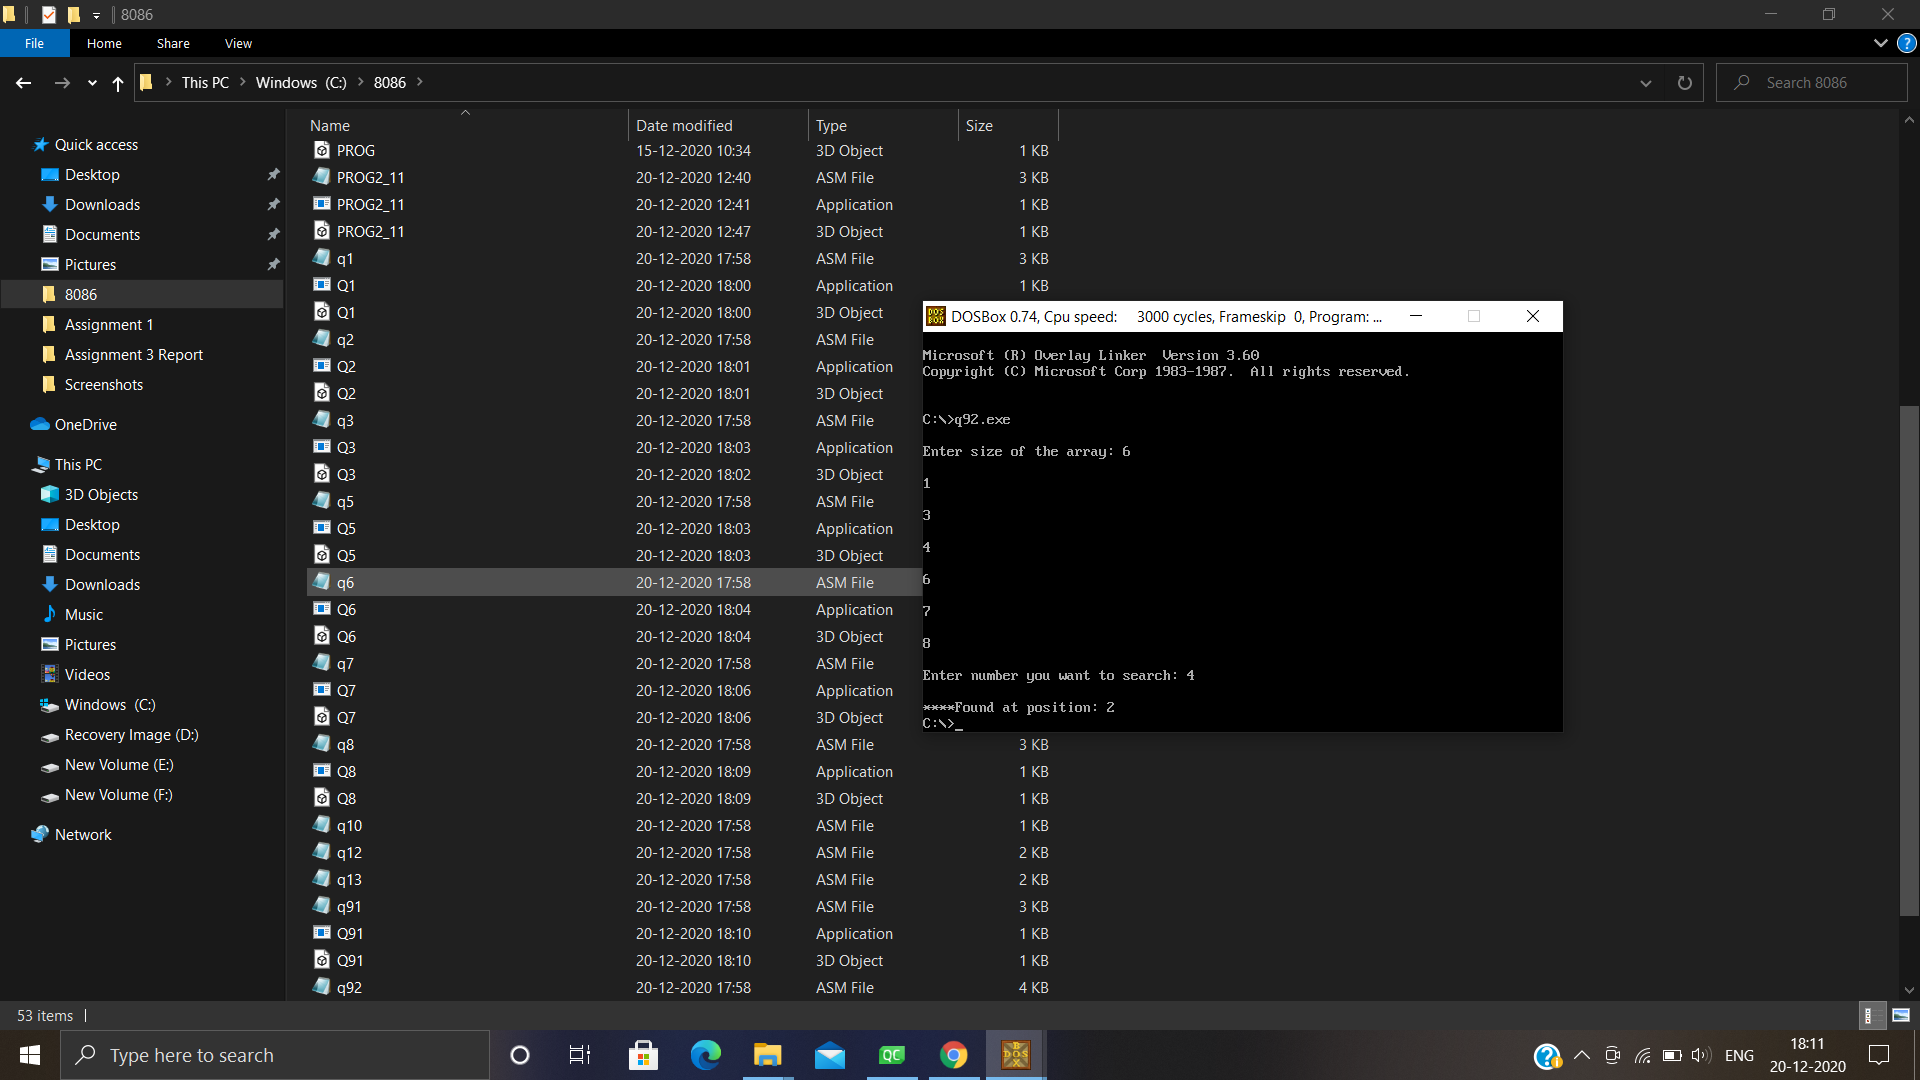 8086
File Home Share View
This PC Windows (C:) 8086
Search 8086
Name Date modified Type Size
PROG 15-12-2020 10:34 3D Object 1 KB
PROG2_11 20-12-2020 12:40 ASM File 3 KB
PROG2_11 20-12-2020 12:41 Application 1 KB
PROG2_11 20-12-2020 12:47 3D Object 1 KB
q1 20-12-2020 17:58 ASM File 3 KB
Q1 20-12-2020 18:00 Application 1 KB
Q1 20-12-2020 18:00 3D Object
q2 20-12-2020 17:58 ASM File
Q2 20-12-2020 18:01 Application
Q2 20-12-2020 18:01 3D Object
q3 20-12-2020 17:58 ASM File
Q3 20-12-2020 18:03 Application
Q3 20-12-2020 18:02 3D Object
q5 20-12-2020 17:58 ASM File
Q5 20-12-2020 18:03 Application
Q5 20-12-2020 18:03 3D Object
q6 20-12-2020 17:58 ASM File
Q6 20-12-2020 18:04 Application
Q6 20-12-2020 18:04 3D Object
q7 20-12-2020 17:58 ASM File
Q7 20-12-2020 18:06 Application
Q7 20-12-2020 18:06 3D Object
q8 20-12-2020 17:58 ASM File 3 KB
Q8 20-12-2020 18:09 Application 1 KB
Q8 20-12-2020 18:09 3D Object 1 KB
q10 20-12-2020 17:58 ASM File 1 KB
q12 20-12-2020 17:58 ASM File 2 KB
q13 20-12-2020 17:58 ASM File 2 KB
q91 20-12-2020 17:58 ASM File 3 KB
Q91 20-12-2020 18:10 Application 1 KB
Q91 20-12-2020 18:10 3D Object 1 KB
q92 20-12-2020 17:58 ASM File 4 KB
Quick access
Desktop
Downloads
Documents
Pictures
8086
Assignment 1
Assignment 3 Report
Screenshots
OneDrive
This PC
3D Objects
Desktop
Documents
Downloads
Music
Pictures
Videos
Windows (C:)
Recovery Image (D:)
New Volume (E:)
New Volume (F:)
Network
DOSBox 0.74, Cpu speed: 3000 cycles, Frameskip 0, Program: ...
Microsoft (R) Overlay Linker Version 3.60
Copyright (C) Microsoft Corp 1983-1987. All rights reserved.
C:\>q92.exe
Enter size of the array: 6
1
3
4
6
7
8
Enter number you want to search: 4
****Found at position: 2
C:\>_
53 items
Type here to search
QC
DOS BOX
ENG
18:11
20-12-2020